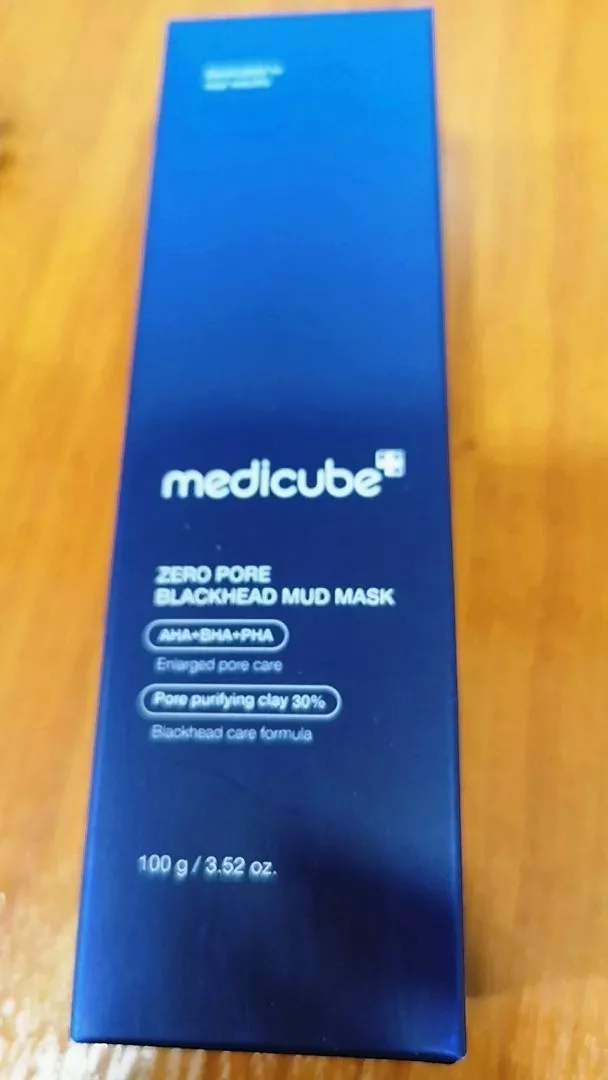 medicube
ZERO PORE
BLACKHEAD MUD MASK
AHA+BHA+PHA
Enlarged pore care
Pore purifying clay 30%
Blackhead care formula
100 g / 3.52 oz.